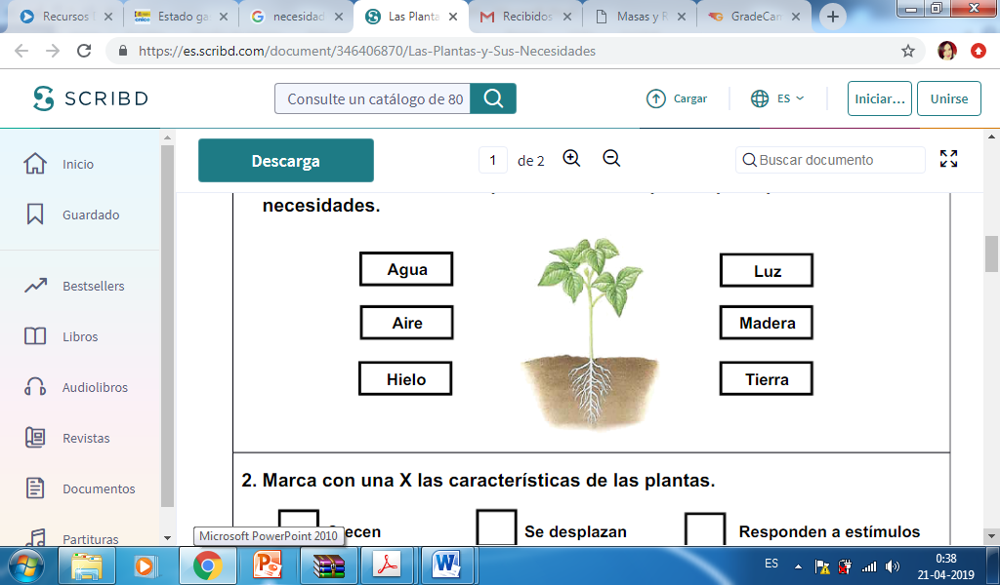 Recursos
Estado ga
necesidad
Las Planta
Recibidos
Masas y R
GradeCam
https://es.scribd.com/document/346406870/Las-Plantas-y-Sus-Necesidades
SCRIBD
Consulte un catálogo de 80
Cargar
ES
Iniciar...
Unirse
Inicio
Guardado
Bestsellers
Libros
Audiolibros
Revistas
Documentos
Partituras
Descarga
1 de 2
Buscar documento
necesidades.
Agua
Luz
Aire
Madera
Hielo
Tierra
2. Marca con una X las características de las plantas.
Se desplazan
Responden a estímulos
Microsoft PowerPoint 2010
ES
0:38
21-04-2019